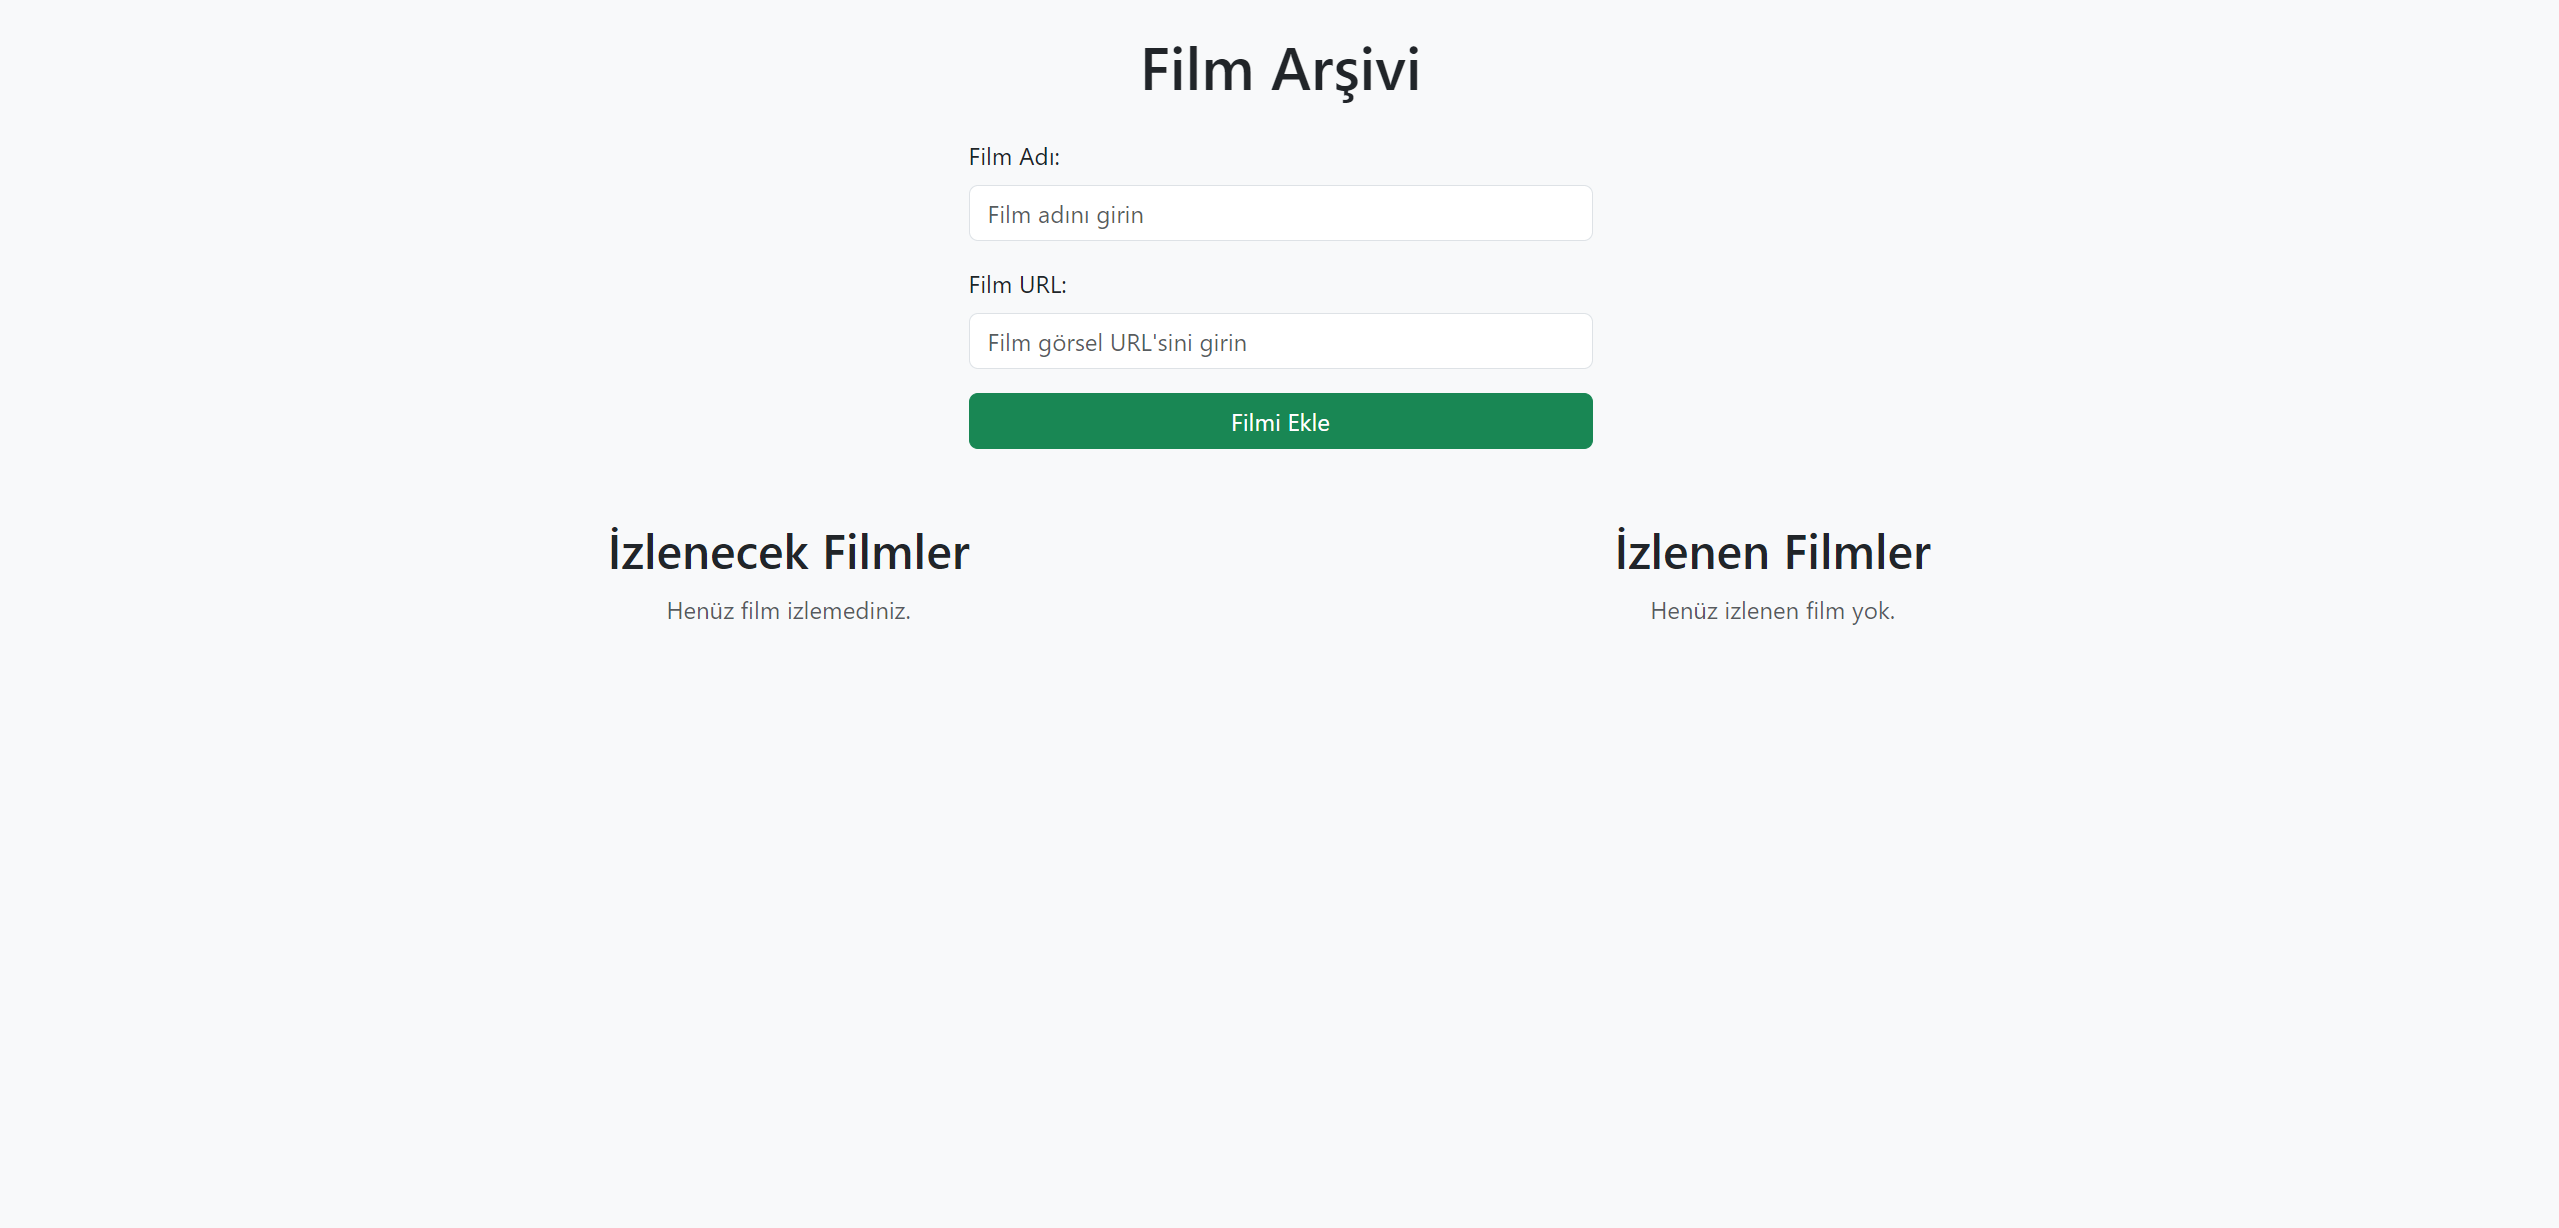 Film Arşivi
Film Adı:
Film adını girin
Film URL:
Film görsel URL'sini girin
Filmi Ekle
İzlenecek Filmler
Henüz film izlemediniz.
İzlenen Filmler
Henüz izlenen film yok.